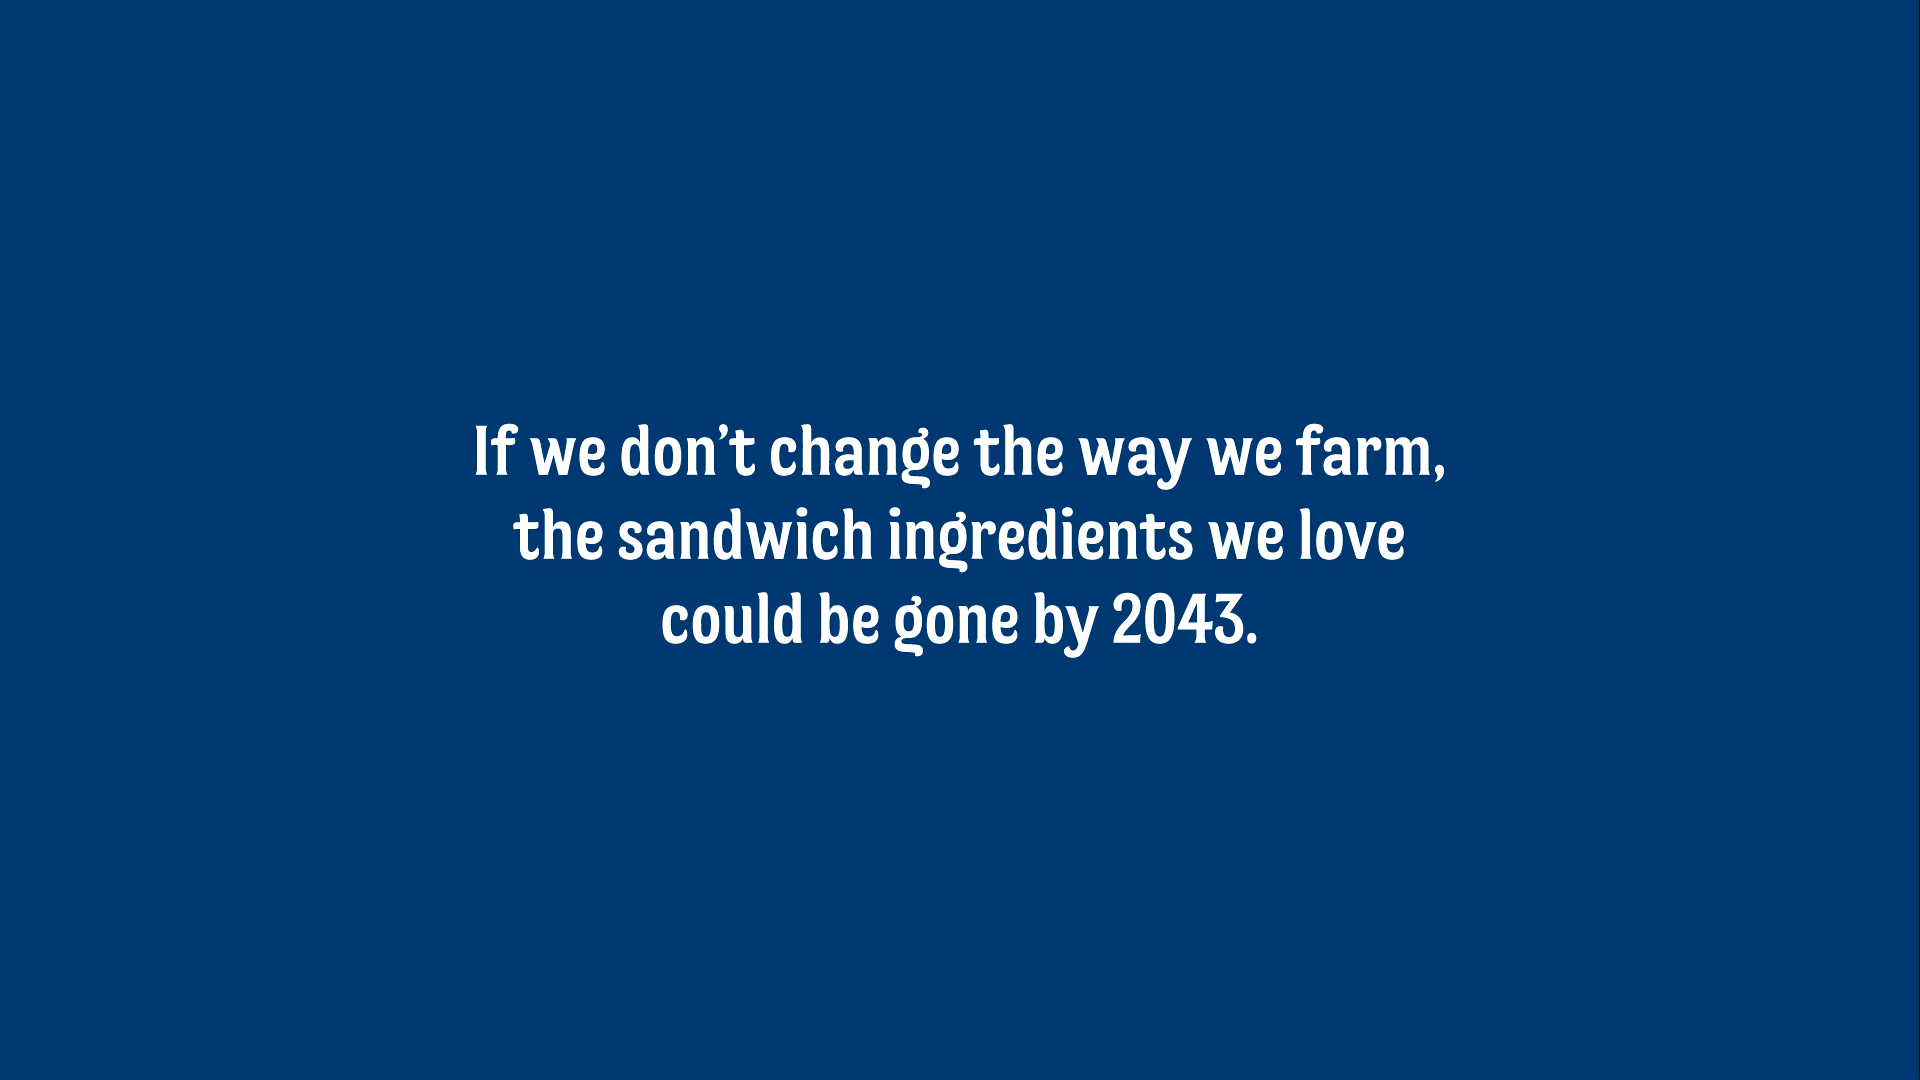 If we don’t change the way we farm,
the sandwich ingredients we love
could be gone by 2043.